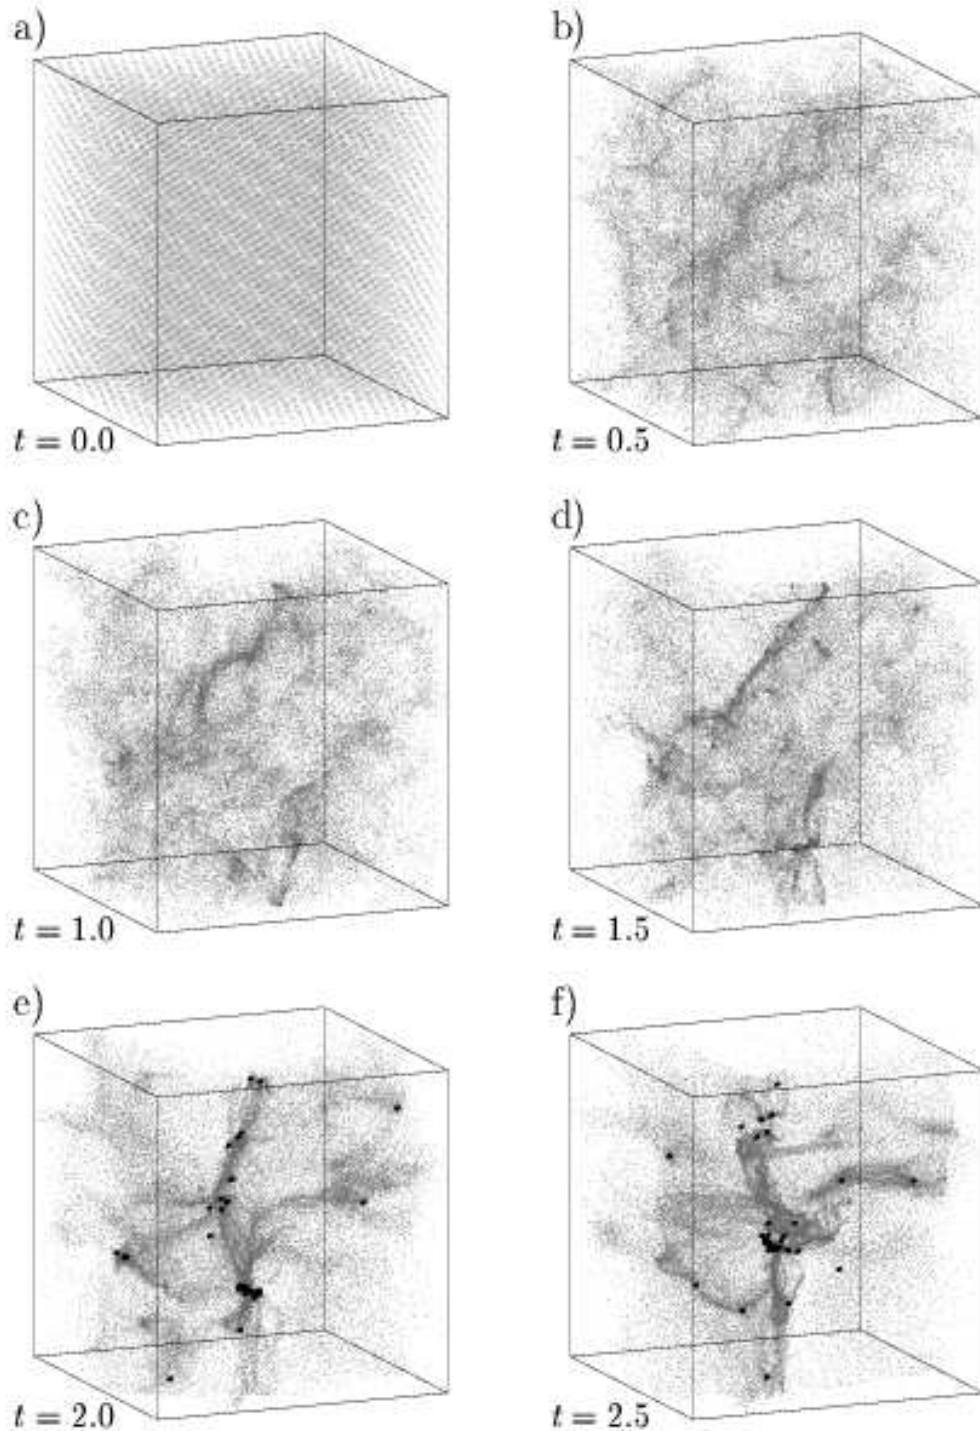 a)
b)
t = 0.0
t = 0.5
c)
d)
t = 1.0
t = 1.5
e)
f)
t = 2.0
t = 2.5